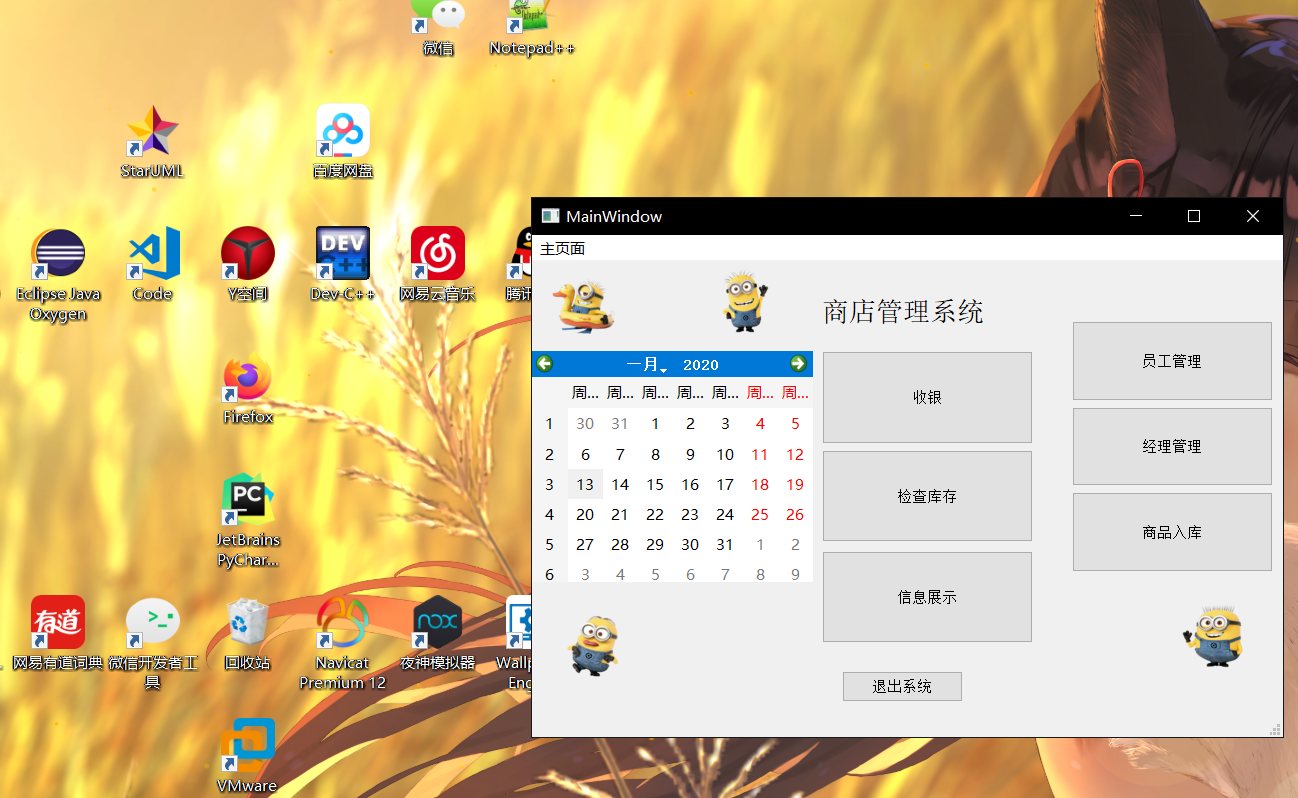 微信
Notepad++
StarUML
百度网盘
Eclipse Java
Oxygen
Code
Y空间
DEV
C++
Dev-C++
网易云音乐
腾讯
Firefox
PC
JetBrains
PyChar...
有道
网易有道词典
微信开发者工
具
回收站
Navicat
Premium 12
nox
夜神模拟器
Wallp
Eng
VMware
MainWindow
主页面
商店管理系统
一月 2020
周... 周... 周... 周... 周... 周... 周...
1 30 31 1 2 3 4 5
2 6 7 8 9 10 11 12
3 13 14 15 16 17 18 19
4 20 21 22 23 24 25 26
5 27 28 29 30 31 1 2
6 3 4 5 6 7 8 9
收银
检查库存
信息展示
退出系统
员工管理
经理管理
商品入库